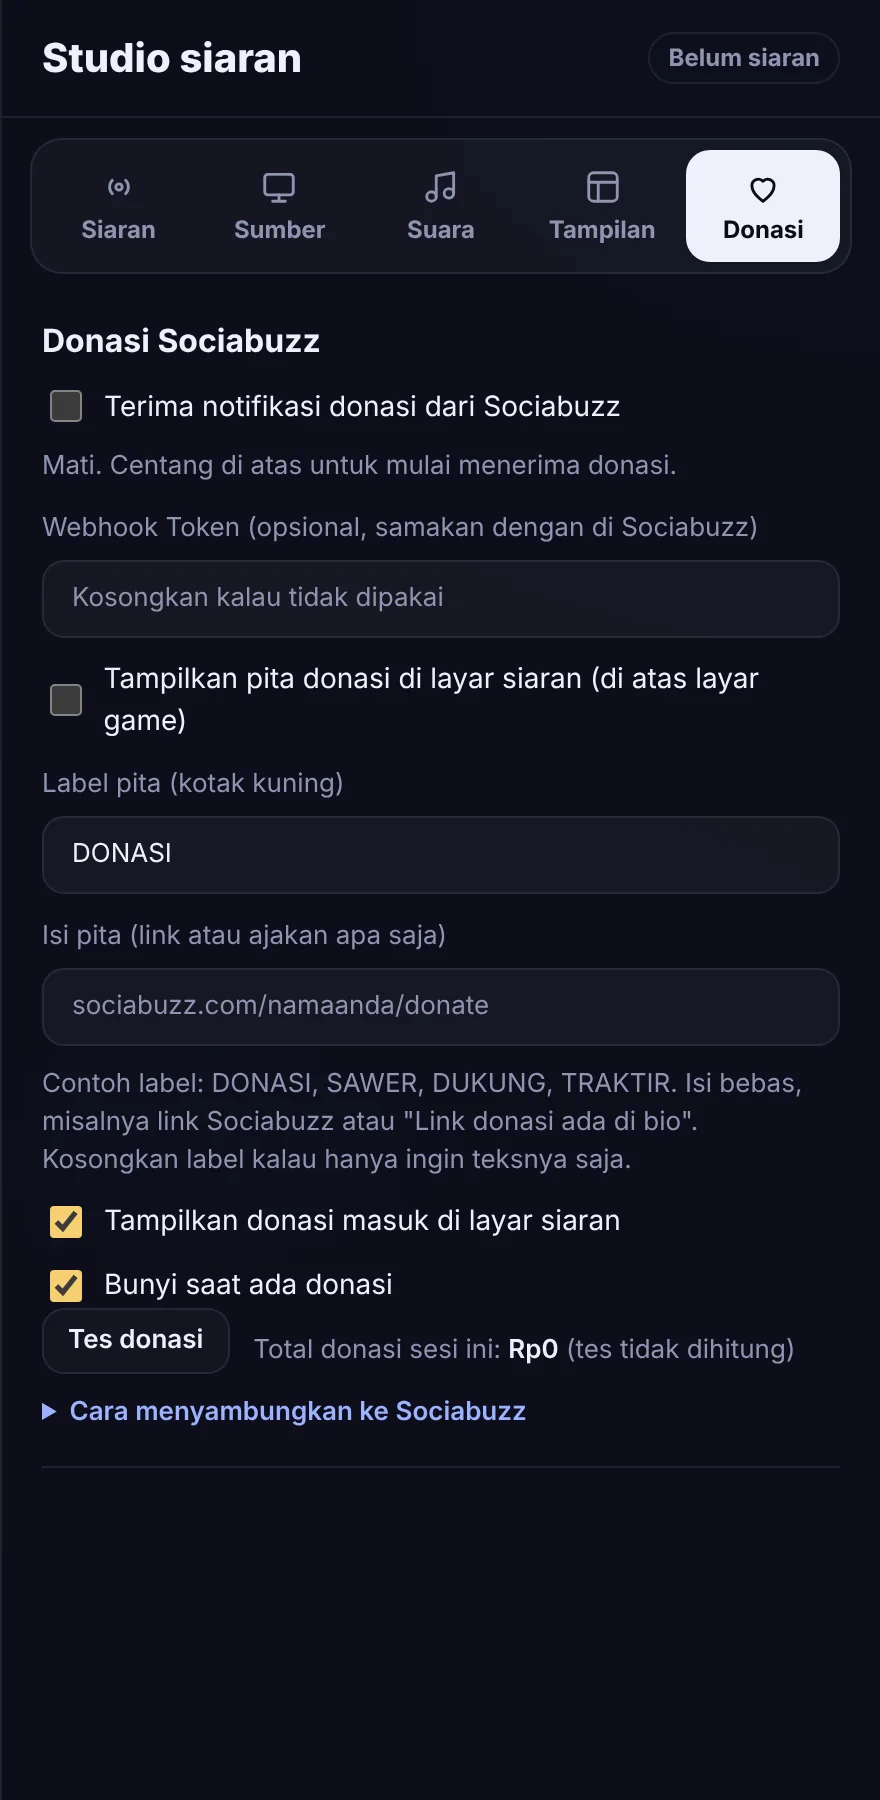 Studio siaran
Belum siaran
Siaran
Sumber
Suara
Tampilan
Donasi
Donasi Sociabuzz
Terima notifikasi donasi dari Sociabuzz
Mati. Centang di atas untuk mulai menerima donasi.
Webhook Token (opsional, samakan dengan di Sociabuzz)
Kosongkan kalau tidak dipakai
Tampilkan pita donasi di layar siaran (di atas layar
game)
Label pita (kotak kuning)
DONASI
Isi pita (link atau ajakan apa saja)
sociabuzz.com/namaanda/donate
Contoh label: DONASI, SAWER, DUKUNG, TRAKTIR. Isi bebas,
misalnya link Sociabuzz atau "Link donasi ada di bio".
Kosongkan label kalau hanya ingin teksnya saja.
Tampilkan donasi masuk di layar siaran
Bunyi saat ada donasi
Tes donasi
Total donasi sesi ini: Rp0 (tes tidak dihitung)
Cara menyambungkan ke Sociabuzz